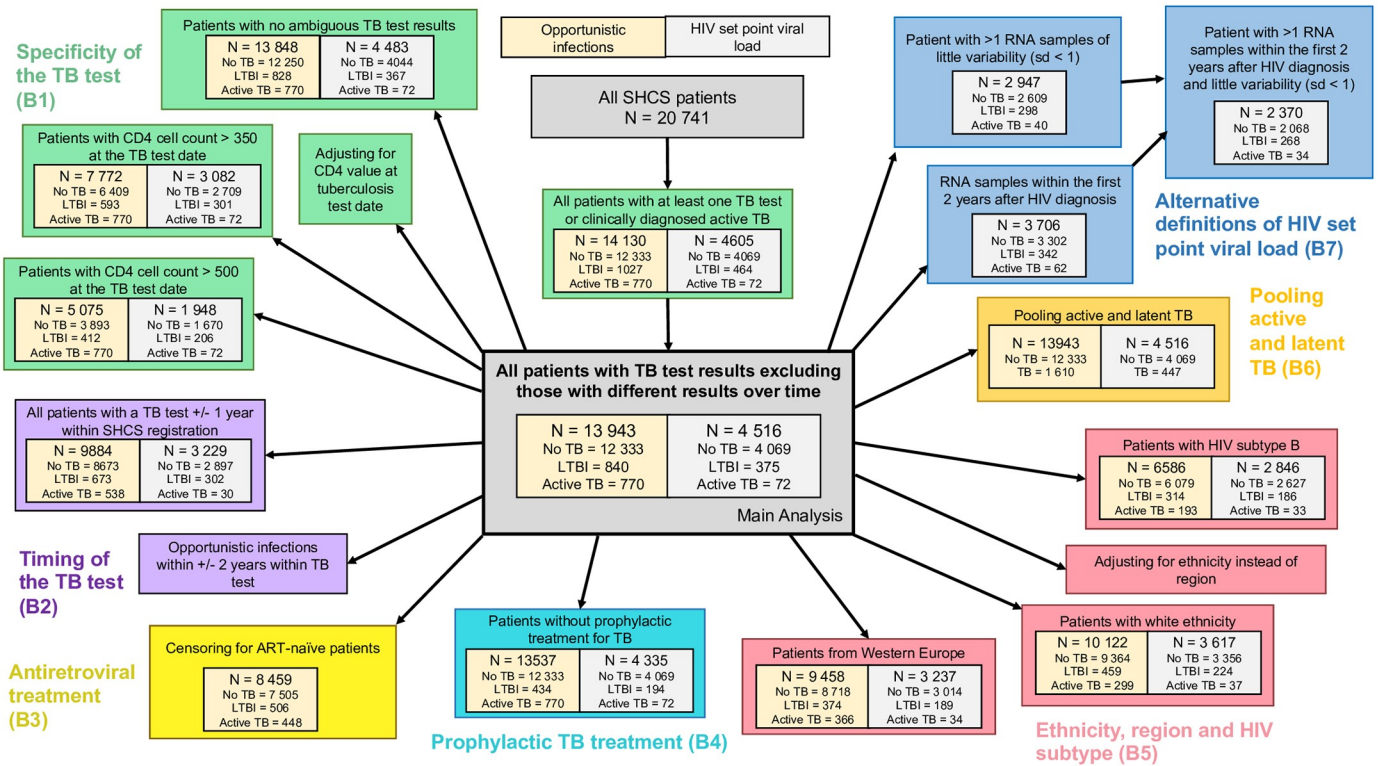 Opportunistic
infections
HIV set point viral
load
All SHCS patients
N = 20 741
All patients with at least one TB test
or clinically diagnosed active TB
N = 14 130
No TB = 12 333
LTBI = 1027
Active TB = 770
N = 4605
No TB = 4069
LTBI = 464
Active TB = 72
All patients with TB test results excluding
those with different results over time
N = 13 943
No TB = 12 333
LTBI = 840
Active TB = 770
N = 4 516
No TB = 4 069
LTBI = 375
Active TB = 72
Main Analysis
Specificity of
the TB test
(B1)
Patients with no ambiguous TB test results
N = 13 848
No TB = 12 250
LTBI = 828
Active TB = 770
N = 4 483
No TB = 4044
LTBI = 367
Active TB = 72
Patients with CD4 cell count > 350
at the TB test date
N = 7 772
No TB = 6 409
LTBI = 593
Active TB = 770
N = 3 082
No TB = 2 709
LTBI = 301
Active TB = 72
Adjusting for
CD4 value at
tuberculosis
test date
Patients with CD4 cell count > 500
at the TB test date
N = 5 075
No TB = 3 893
LTBI = 412
Active TB = 770
N = 1 948
No TB = 1 670
LTBI = 206
Active TB = 72
All patients with a TB test +/- 1 year
within SHCS registration
N = 9884
No TB = 8673
LTBI = 673
Active TB = 538
N = 3 229
No TB = 2 897
LTBI = 302
Active TB = 30
Timing of
the TB test
(B2)
Opportunistic infections
within +/- 2 years within TB
test
Antiretroviral
treatment
(B3)
Censoring for ART-naïve patients
N = 8 459
No TB = 7 505
LTBI = 506
Active TB = 448
Patients without prophylactic
treatment for TB
N = 13537
No TB = 12 333
LTBI = 434
Active TB = 770
N = 4 335
No TB = 4 069
LTBI = 194
Active TB = 72
Prophylactic TB treatment (B4)
Patients from Western Europe
N = 9 458
No TB = 8 718
LTBI = 374
Active TB = 366
N = 3 237
No TB = 3 014
LTBI = 189
Active TB = 34
Patients with white ethnicity
N = 10 122
No TB = 9 364
LTBI = 459
Active TB = 299
N = 3 617
No TB = 3 356
LTBI = 224
Active TB = 37
Ethnicity, region and HIV
subtype (B5)
Adjusting for ethnicity instead of
region
Patients with HIV subtype B
N = 6586
No TB = 6 079
LTBI = 314
Active TB = 193
N = 2 846
No TB = 2 627
LTBI = 186
Active TB = 33
Pooling active and latent TB
N = 13943
No TB = 12 333
TB = 1 610
N = 4 516
No TB = 4 069
TB = 447
Pooling
active
and latent
TB (B6)
Patient with >1 RNA samples of
little variability (sd < 1)
N = 2 947
No TB = 2 609
LTBI = 298
Active TB = 40
Patient with >1 RNA
samples within the first 2
years after HIV diagnosis
and little variability (sd < 1)
N = 2 370
No TB = 2 068
LTBI = 268
Active TB = 34
RNA samples within the first
2 years after HIV diagnosis
N = 3 706
No TB = 3 302
LTBI = 342
Active TB = 62
Alternative
definitions of HIV set
point viral load (B7)